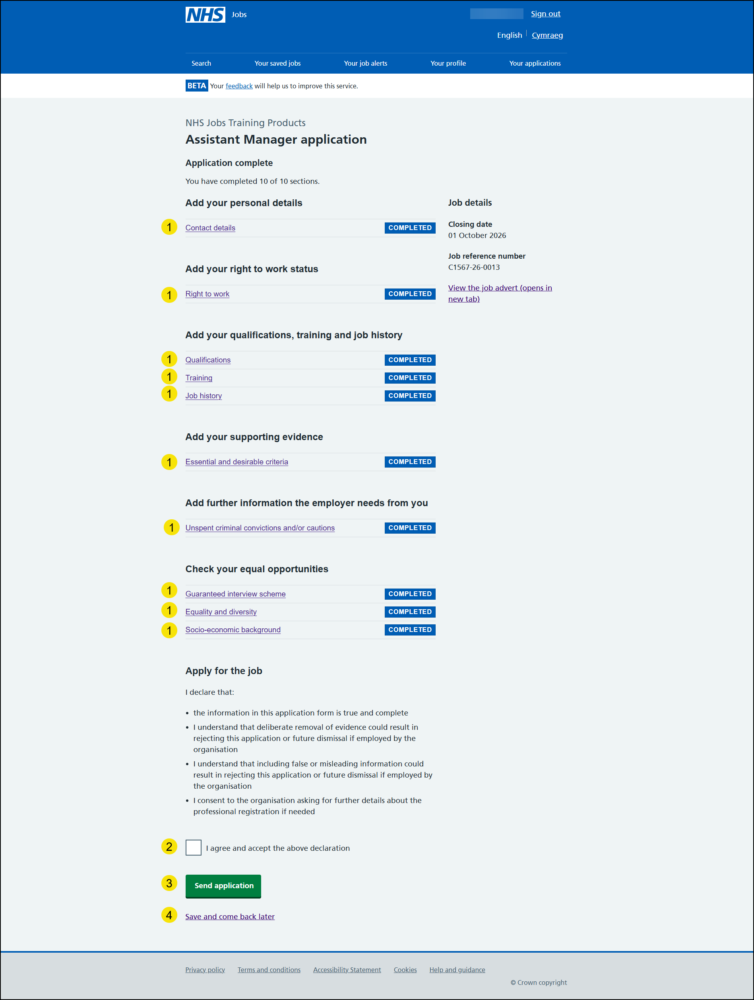 NHS Jobs
Sign out
English Cymraeg
Search Your saved jobs Your job alerts Your profile Your applications
BETA Your feedback will help us to improve this service.
NHS Jobs Training Products
Assistant Manager application
Application complete
You have completed 10 of 10 sections.
Add your personal details
1 Contact details COMPLETED
Add your right to work status
1 Right to work COMPLETED
Add your qualifications, training and job history
1 Qualifications COMPLETED
1 Training COMPLETED
1 Job history COMPLETED
Add your supporting evidence
1 Essential and desirable criteria COMPLETED
Add further information the employer needs from you
1 Unspent criminal convictions and/or cautions COMPLETED
Check your equal opportunities
1 Guaranteed interview scheme COMPLETED
1 Equality and diversity COMPLETED
1 Socio-economic background COMPLETED
Job details
Closing date
01 October 2026
Job reference number
C1567-26-0013
View the job advert (opens in
new tab)
Apply for the job
I declare that:
• the information in this application form is true and complete
• I understand that deliberate removal of evidence could result in
rejecting this application or future dismissal if employed by the
organisation
• I understand that including false or misleading information could
result in rejecting this application or future dismissal if employed by
the organisation
• I consent to the organisation asking for further details about the
professional registration if needed
2 I agree and accept the above declaration
3 Send application
4 Save and come back later
Privacy policy Terms and conditions Accessibility Statement Cookies Help and guidance
© Crown copyright